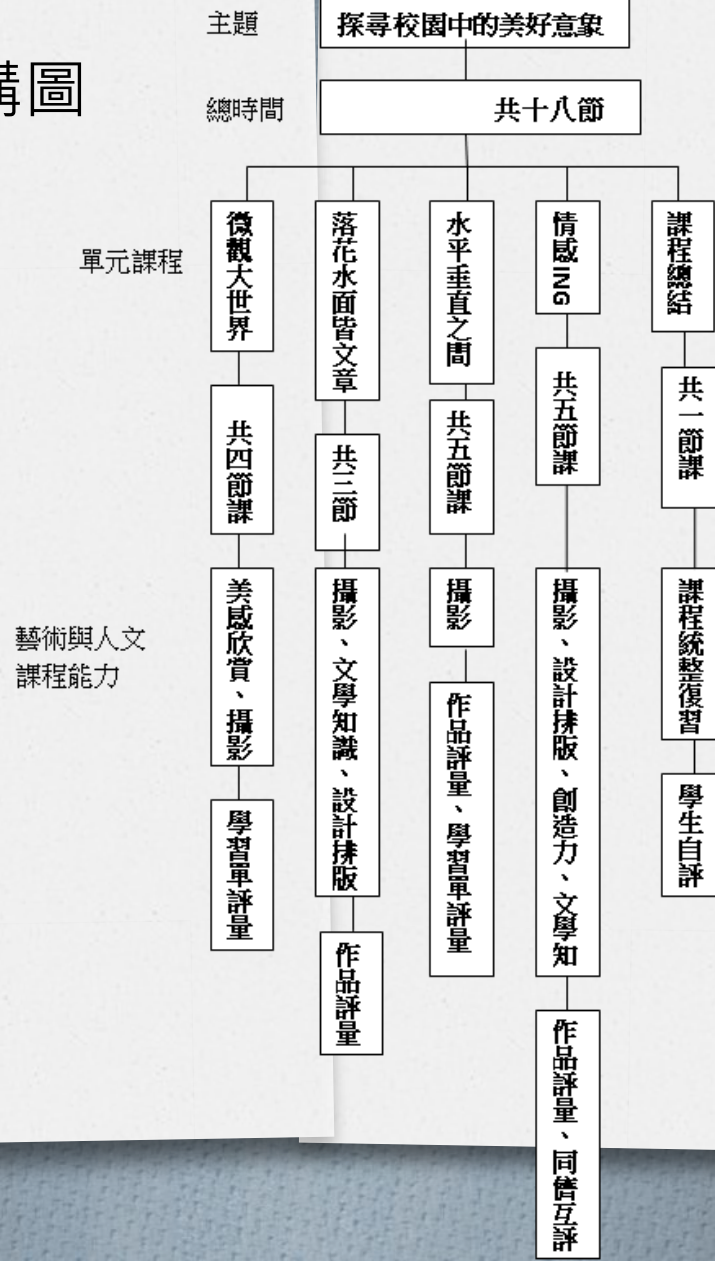 構圖
主題
探尋校園中的美好意象
總時間
共十八節
單元課程
微觀大世界
落花水面皆文章
水平垂直之間
情感ING
課程總結
共四節課
共三節
共五節課
共五節課
共一節課
藝術與人文
課程能力
美感欣賞、攝影
攝影、文學知識、設計排版
攝影
攝影、設計排版、創造力、文學知
課程統整復習
學習單評量
作品評量
作品評量、學習單評量
作品評量、同儕互評
學生自評